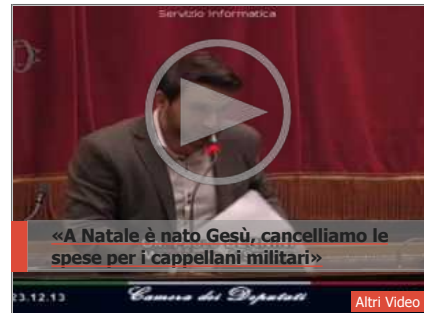 Servizio Informatica
«A Natale è nato Gesù, cancelliamo le
spese per i cappellani militari»
23.12.13
Camera dei Deputati
Altri Video